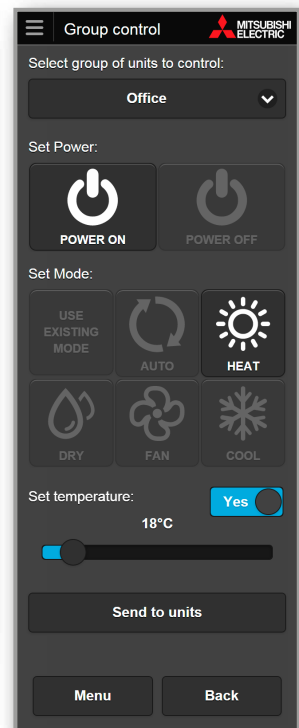 Group control
MITSUBISHI
ELECTRIC
Select group of units to control:
Office
Set Power:
POWER ON
POWER OFF
Set Mode:
USE
EXISTING
MODE
AUTO
HEAT
DRY
FAN
COOL
Set temperature:
Yes
18°C
Send to units
Menu
Back